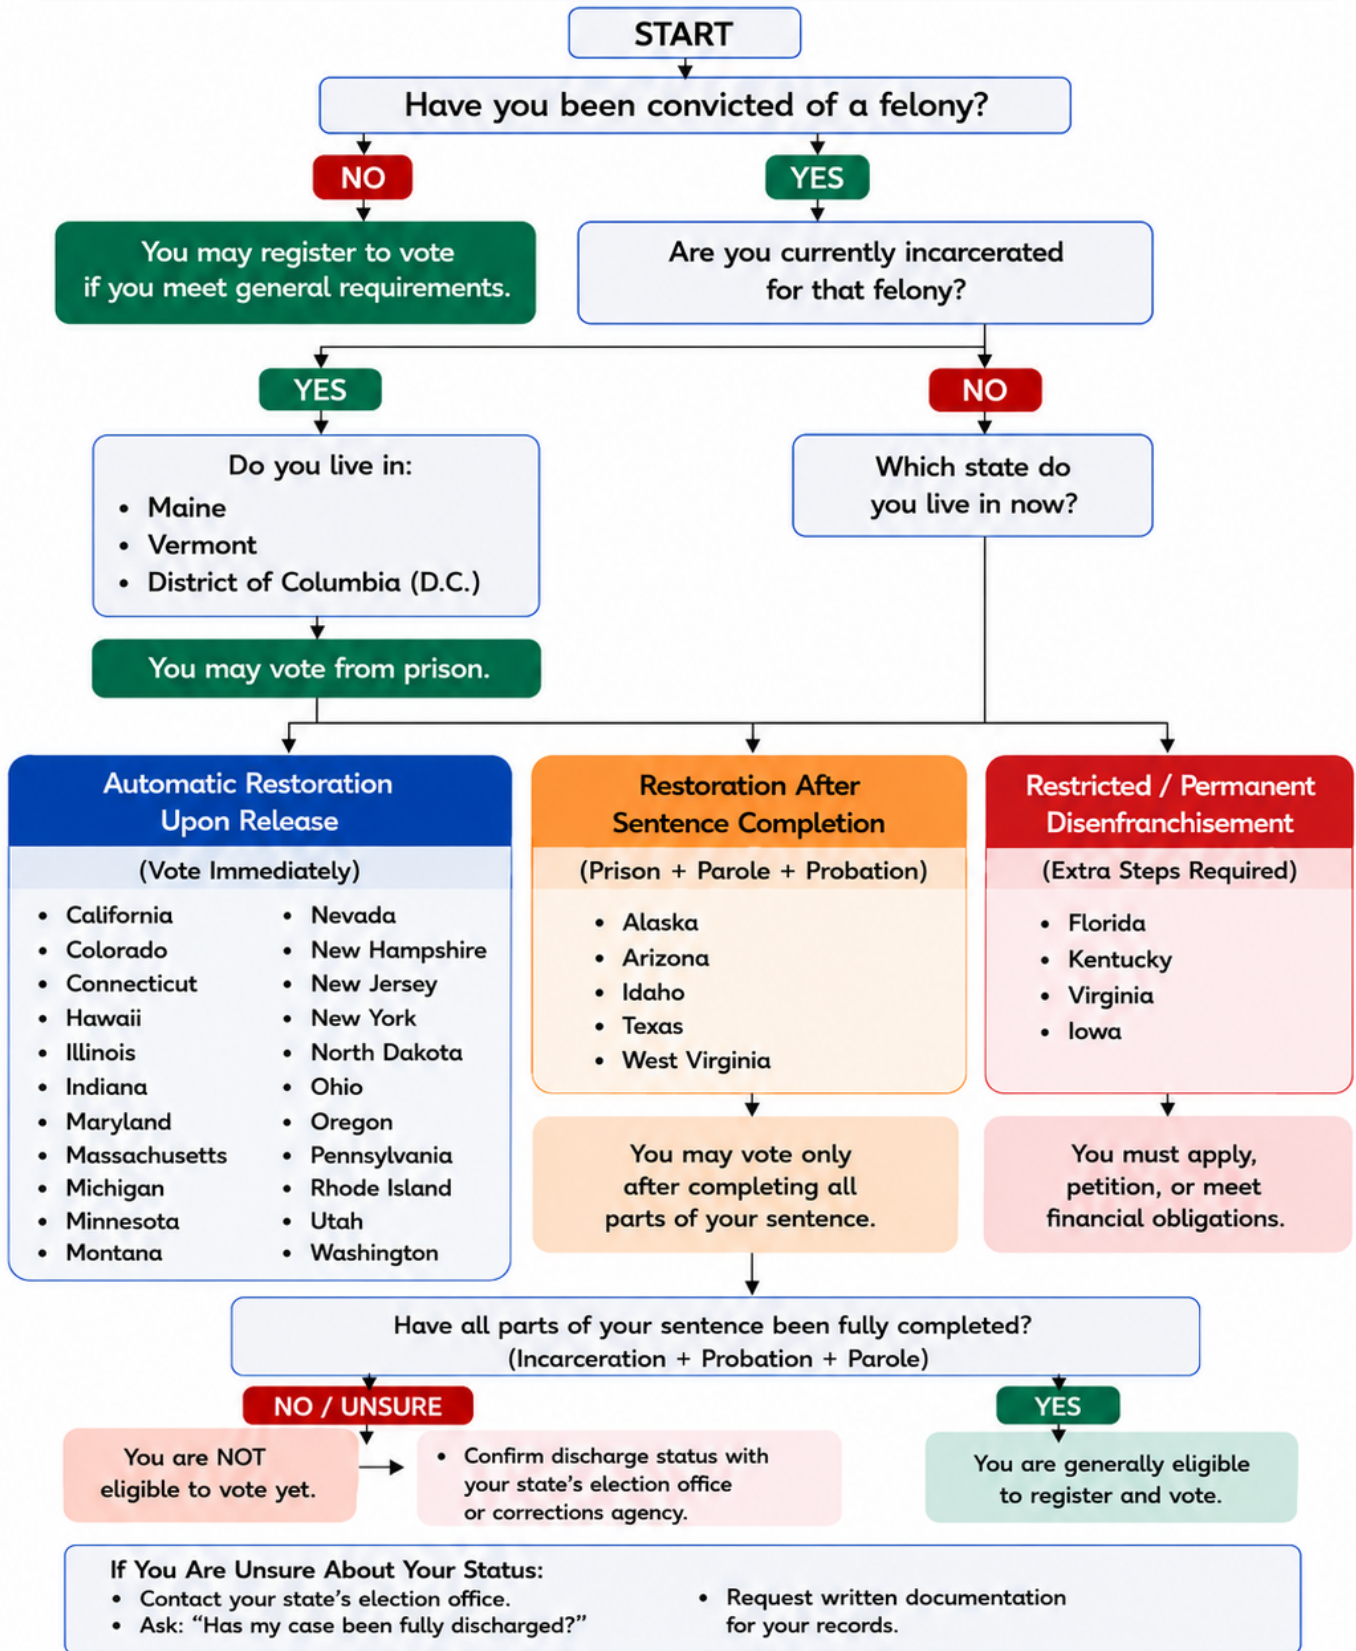 START
Have you been convicted of a felony?
NO
YES
You may register to vote
if you meet general requirements.
Are you currently incarcerated
for that felony?
YES
NO
Do you live in:
• Maine
• Vermont
• District of Columbia (D.C.)
Which state do
you live in now?
You may vote from prison.
Automatic Restoration
Upon Release
(Vote Immediately)
• California
• Colorado
• Connecticut
• Hawaii
• Illinois
• Indiana
• Maryland
• Massachusetts
• Michigan
• Minnesota
• Montana
• Nevada
• New Hampshire
• New Jersey
• New York
• North Dakota
• Ohio
• Oregon
• Pennsylvania
• Rhode Island
• Utah
• Washington
Restoration After
Sentence Completion
(Prison + Parole + Probation)
• Alaska
• Arizona
• Idaho
• Texas
• West Virginia
You may vote only
after completing all
parts of your sentence.
Restricted / Permanent
Disenfranchisement
(Extra Steps Required)
• Florida
• Kentucky
• Virginia
• Iowa
You must apply,
petition, or meet
financial obligations.
Have all parts of your sentence been fully completed?
(Incarceration + Probation + Parole)
NO / UNSURE
YES
You are NOT
eligible to vote yet.
• Confirm discharge status with
your state's election office
or corrections agency.
You are generally eligible
to register and vote.
If You Are Unsure About Your Status:
• Contact your state's election office.
• Ask: “Has my case been fully discharged?”
• Request written documentation
for your records.